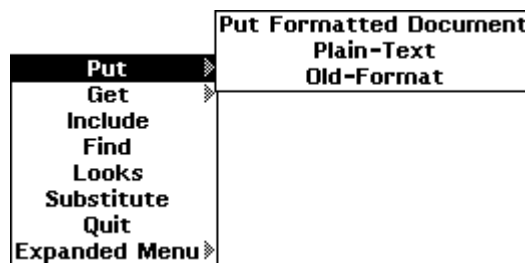 Put Formatted Document
Plain-Text
Old-Format
Put
Get
Include
Find
Looks
Substitute
Quit
Expanded Menu